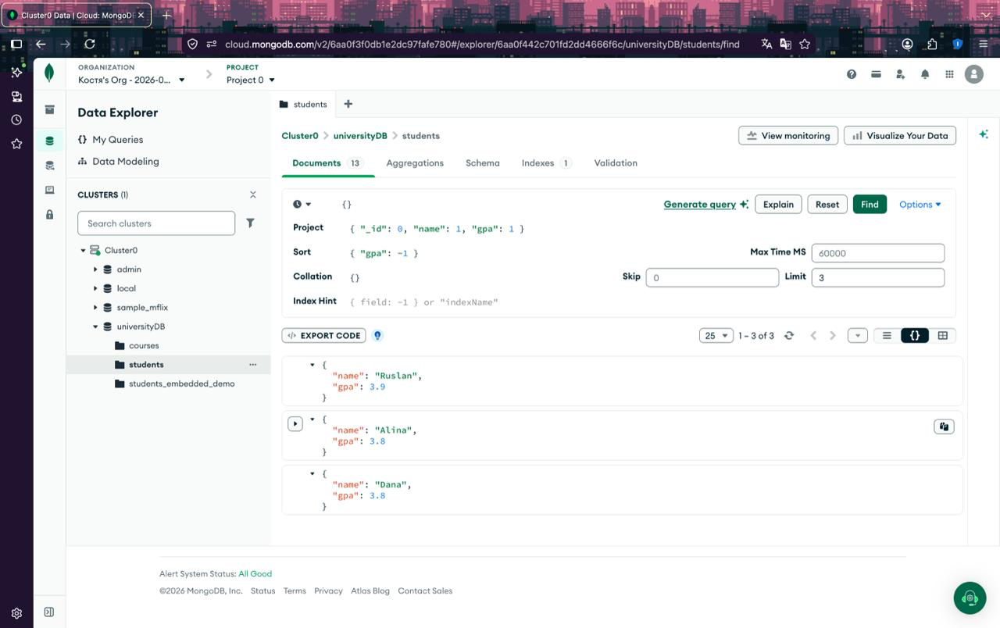 Cluster0 Data | Cloud: MongoDB
cloud.mongodb.com/v2/6aa0f3f0db1e2dc97fafe780#/explorer/6aa0f442c701fd2dd4666f6c/universityDB/students/find
ORGANIZATION
Костя's Org - 2026-0...
PROJECT
Project 0
Data Explorer
My Queries
Data Modeling
CLUSTERS (1)
Search clusters
Cluster0
admin
local
sample_mflix
universityDB
courses
students
students_embedded_demo
students
Cluster0 > universityDB > students
View monitoring
Visualize Your Data
Documents 13
Aggregations
Schema
Indexes 1
Validation
{}
Generate query
Explain
Reset
Find
Options
Project { "_id": 0, "name": 1, "gpa": 1 }
Sort { "gpa": -1 }
Max Time MS 60000
Collation {}
Skip 0
Limit 3
Index Hint { field: -1 } or "indexName"
</> EXPORT CODE
25
1 – 3 of 3
{}
{
"name": "Ruslan",
"gpa": 3.9
}
{
"name": "Alina",
"gpa": 3.8
}
{
"name": "Dana",
"gpa": 3.8
}
Alert System Status: All Good
©2026 MongoDB, Inc. Status Terms Privacy Atlas Blog Contact Sales